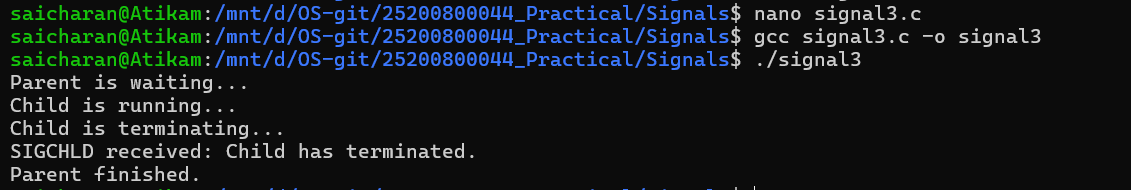 saicharan@Atikam:/mnt/d/OS-git/25200800044_Practical/Signals$ nano signal3.c
saicharan@Atikam:/mnt/d/OS-git/25200800044_Practical/Signals$ gcc signal3.c -o signal3
saicharan@Atikam:/mnt/d/OS-git/25200800044_Practical/Signals$ ./signal3
Parent is waiting...
Child is running...
Child is terminating...
SIGCHLD received: Child has terminated.
Parent finished.